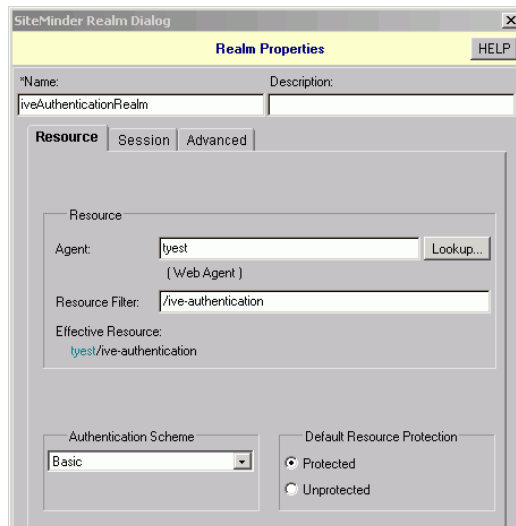 SiteMinder Realm Dialog
Realm Properties
HELP
*Name:
Description:
iveAuthenticationRealm
Resource
Session
Advanced
Resource
Agent:
tyest
Lookup...
( Web Agent )
Resource Filter:
/ive-authentication
Effective Resource:
tyest/ive-authentication
Authentication Scheme
Basic
Default Resource Protection
Protected
Unprotected